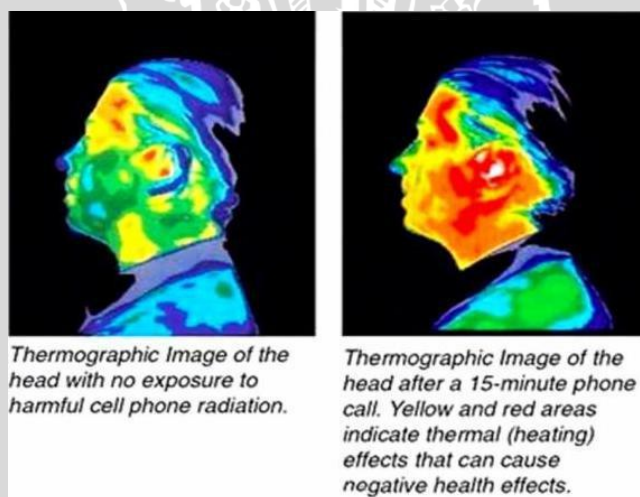 Thermographic Image of the
head with no exposure to
harmful cell phone radiation.
Thermographic Image of the
head after a 15-minute phone
call. Yellow and red areas
indicate thermal (heating)
effects that can cause
negative health effects.